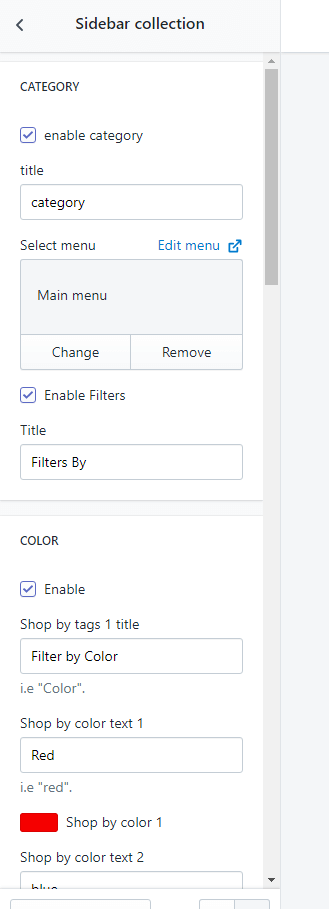 Sidebar collection
CATEGORY
enable category
title
category
Select menu Edit menu
Main menu
Change Remove
Enable Filters
Title
Filters By
COLOR
Enable
Shop by tags 1 title
Filter by Color
i.e "Color".
Shop by color text 1
Red
i.e "red".
Shop by color 1
Shop by color text 2
blue